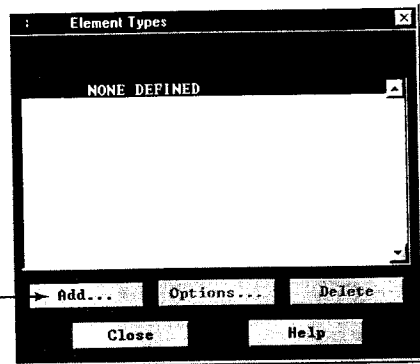 Element Types
NONE DEFINED
Add... Options... Delete
Close Help